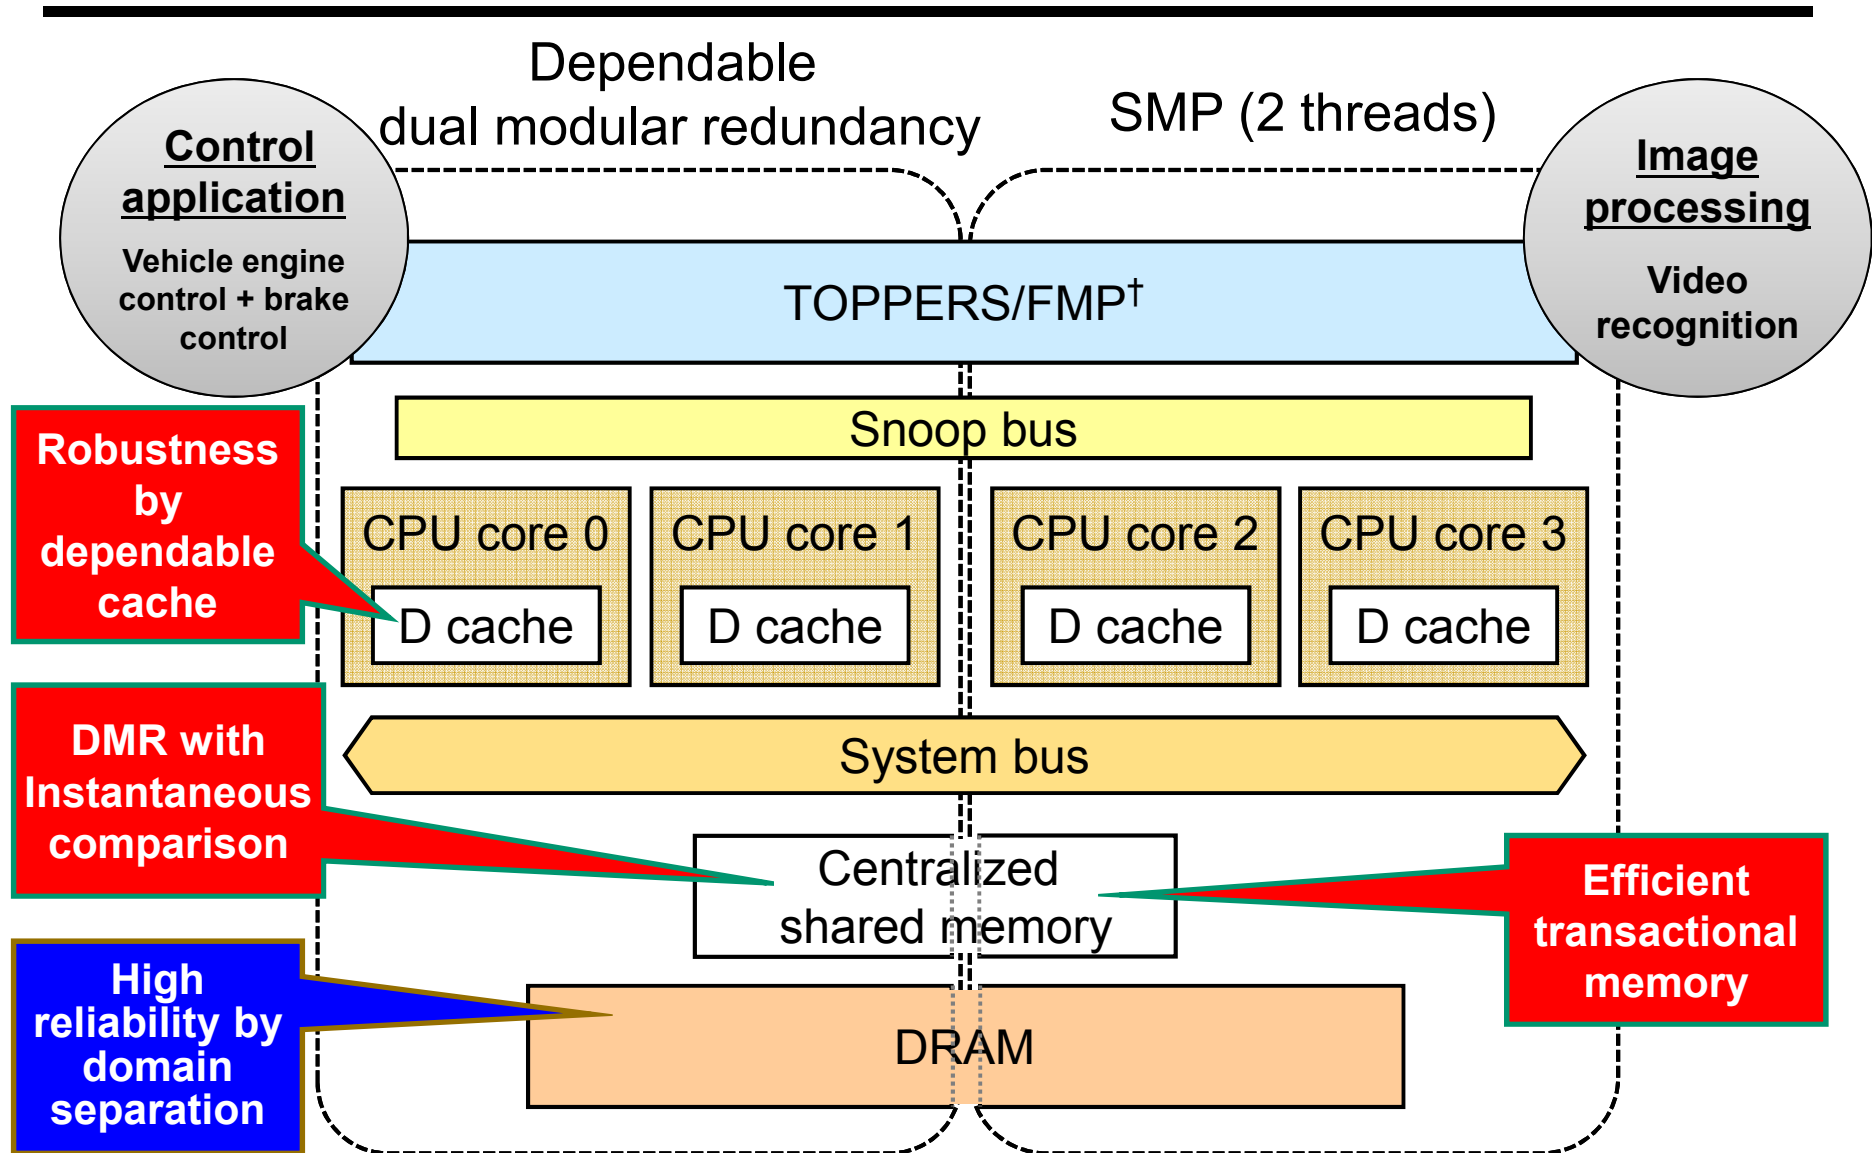 Dependable
dual modular redundancy
SMP (2 threads)
Control
application
Vehicle engine
control + brake
control
Image
processing
Video
recognition
TOPPERS/FMP†
Snoop bus
Robustness
by
dependable
cache
CPU core 0
CPU core 1
CPU core 2
CPU core 3
D cache
D cache
D cache
D cache
DMR with
Instantaneous
comparison
System bus
Centralized
shared memory
Efficient
transactional
memory
High
reliability by
domain
separation
DRAM